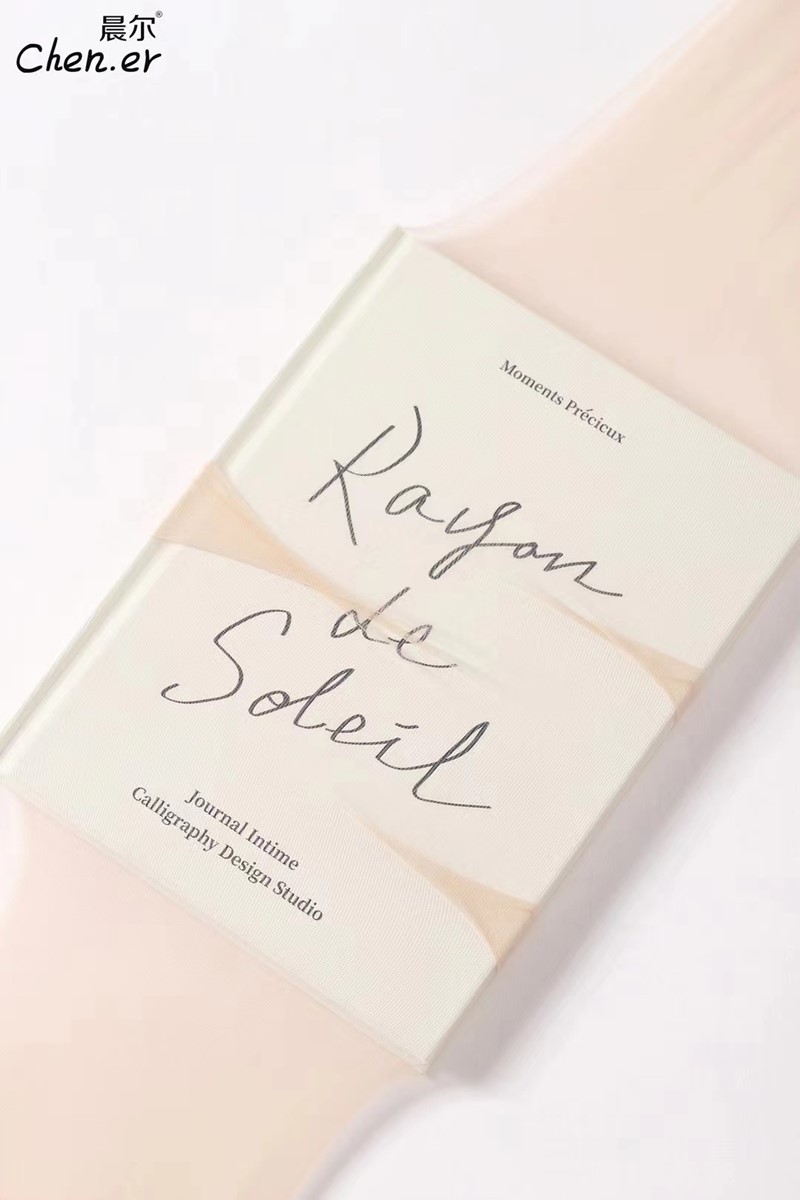 晨尔®
Chen.er
Moments Précieux
Rayon
de
Soleil
Journal Intime
Calligraphy Design Studio